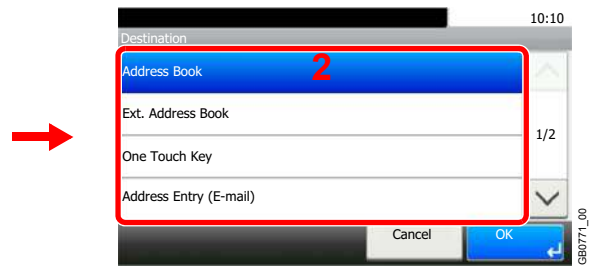 10:10
Destination
Address Book
2
Ext. Address Book
1/2
One Touch Key
Address Entry (E-mail)
Cancel
OK
GB0771_00